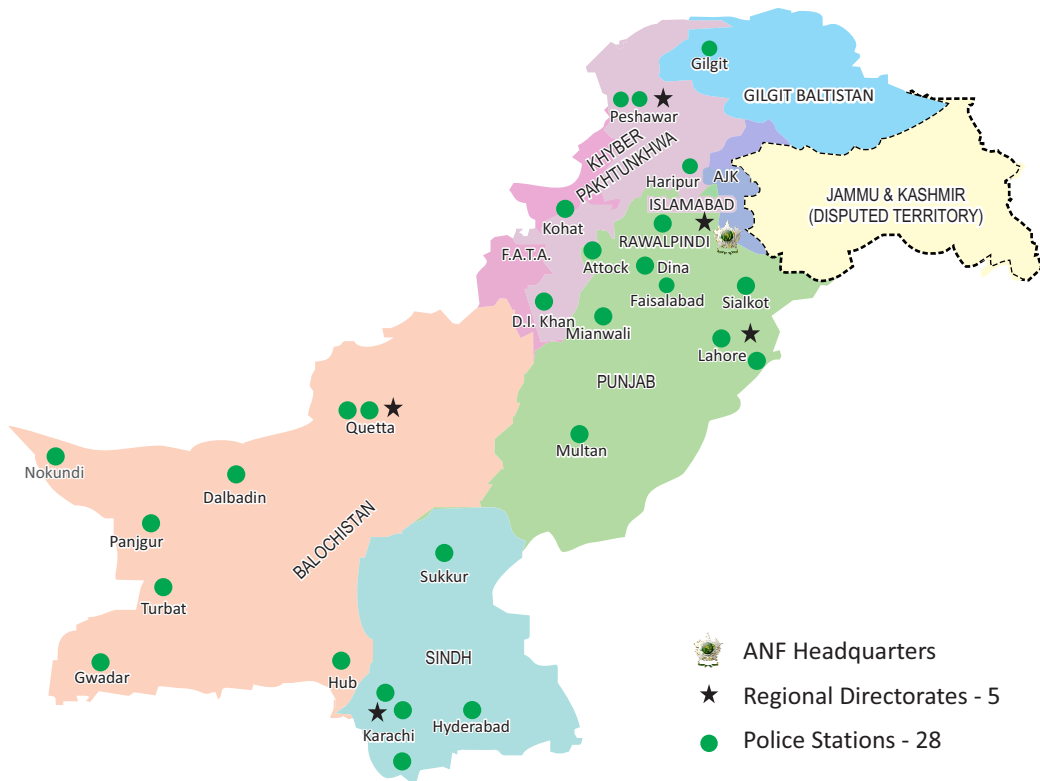 Gilgit
GILGIT BALTISTAN
Peshawar
KHYBER
PAKHTUNKHWA
Haripur
AJK
JAMMU & KASHMIR
(DISPUTED TERRITORY)
ISLAMABAD
Kohat
RAWALPINDI
F.A.T.A.
Attock
Dina
Faisalabad
Sialkot
D.I. Khan
Mianwali
Lahore
PUNJAB
Quetta
Multan
Nokundi
Dalbadin
Panjgur
BALOCHISTAN
Sukkur
Turbat
SINDH
Gwadar
Hub
Hyderabad
Karachi
ANF Headquarters
Regional Directorates - 5
Police Stations - 28